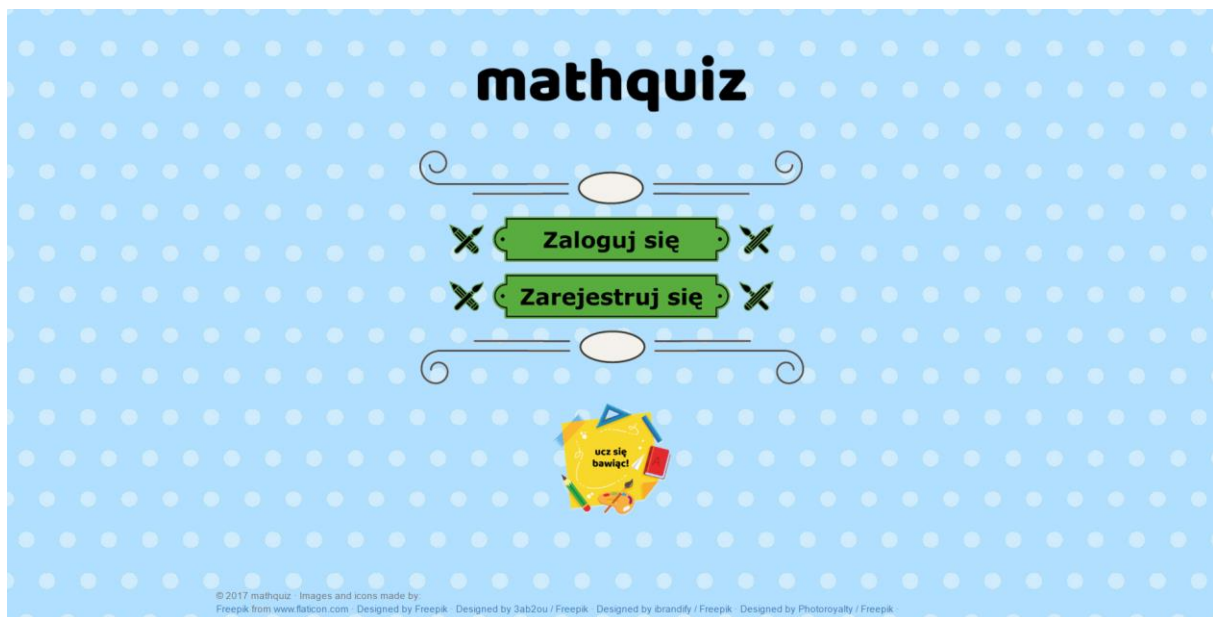 mathquiz
Zaloguj się
Zarejestruj się
ucz się
bawiąc!
© 2017 mathquiz · Images and icons made by:
Freepik from www.flaticon.com · Designed by Freepik · Designed by 3ab2ou / Freepik · Designed by ibrandify / Freepik · Designed by Photoroyalty / Freepik ·